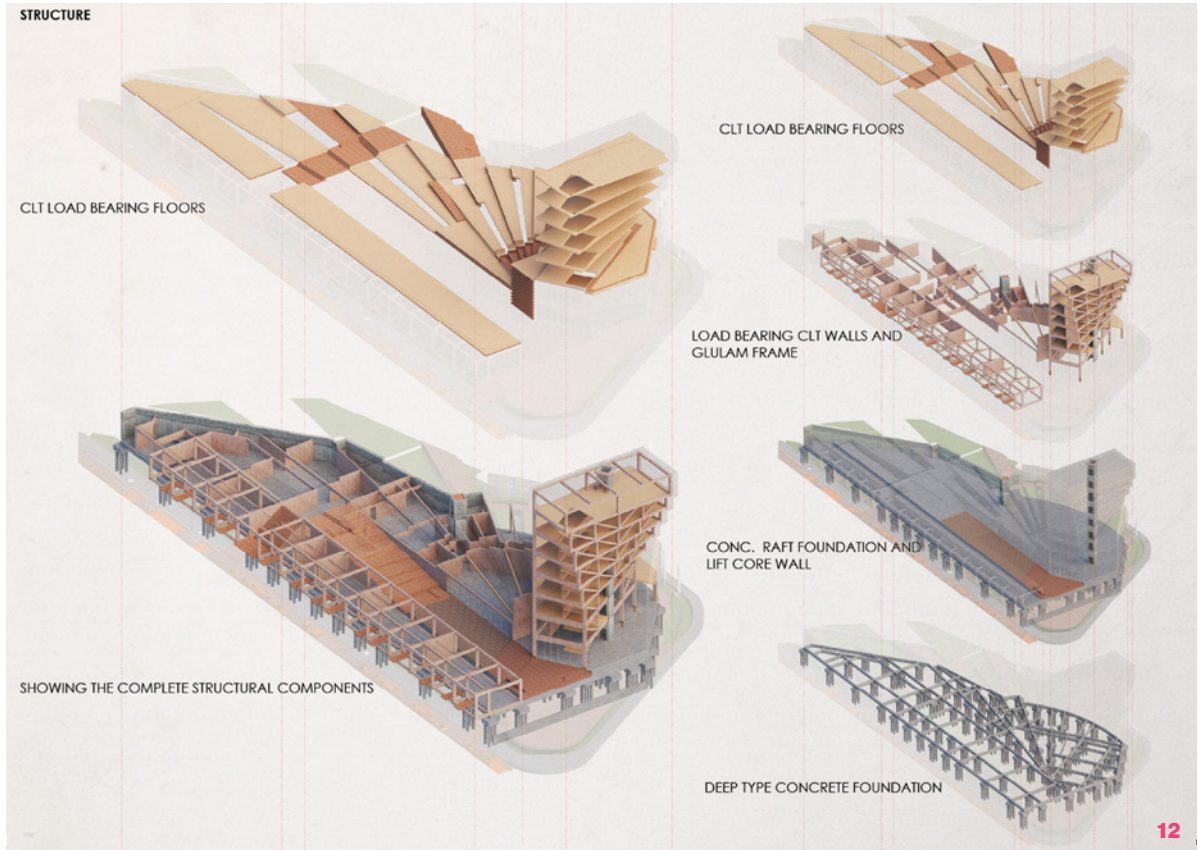 STRUCTURE
CLT LOAD BEARING FLOORS
SHOWING THE COMPLETE STRUCTURAL COMPONENTS
CLT LOAD BEARING FLOORS
LOAD BEARING CLT WALLS AND
GLULAM FRAME
CONC. RAFT FOUNDATION AND
LIFT CORE WALL
DEEP TYPE CONCRETE FOUNDATION
12